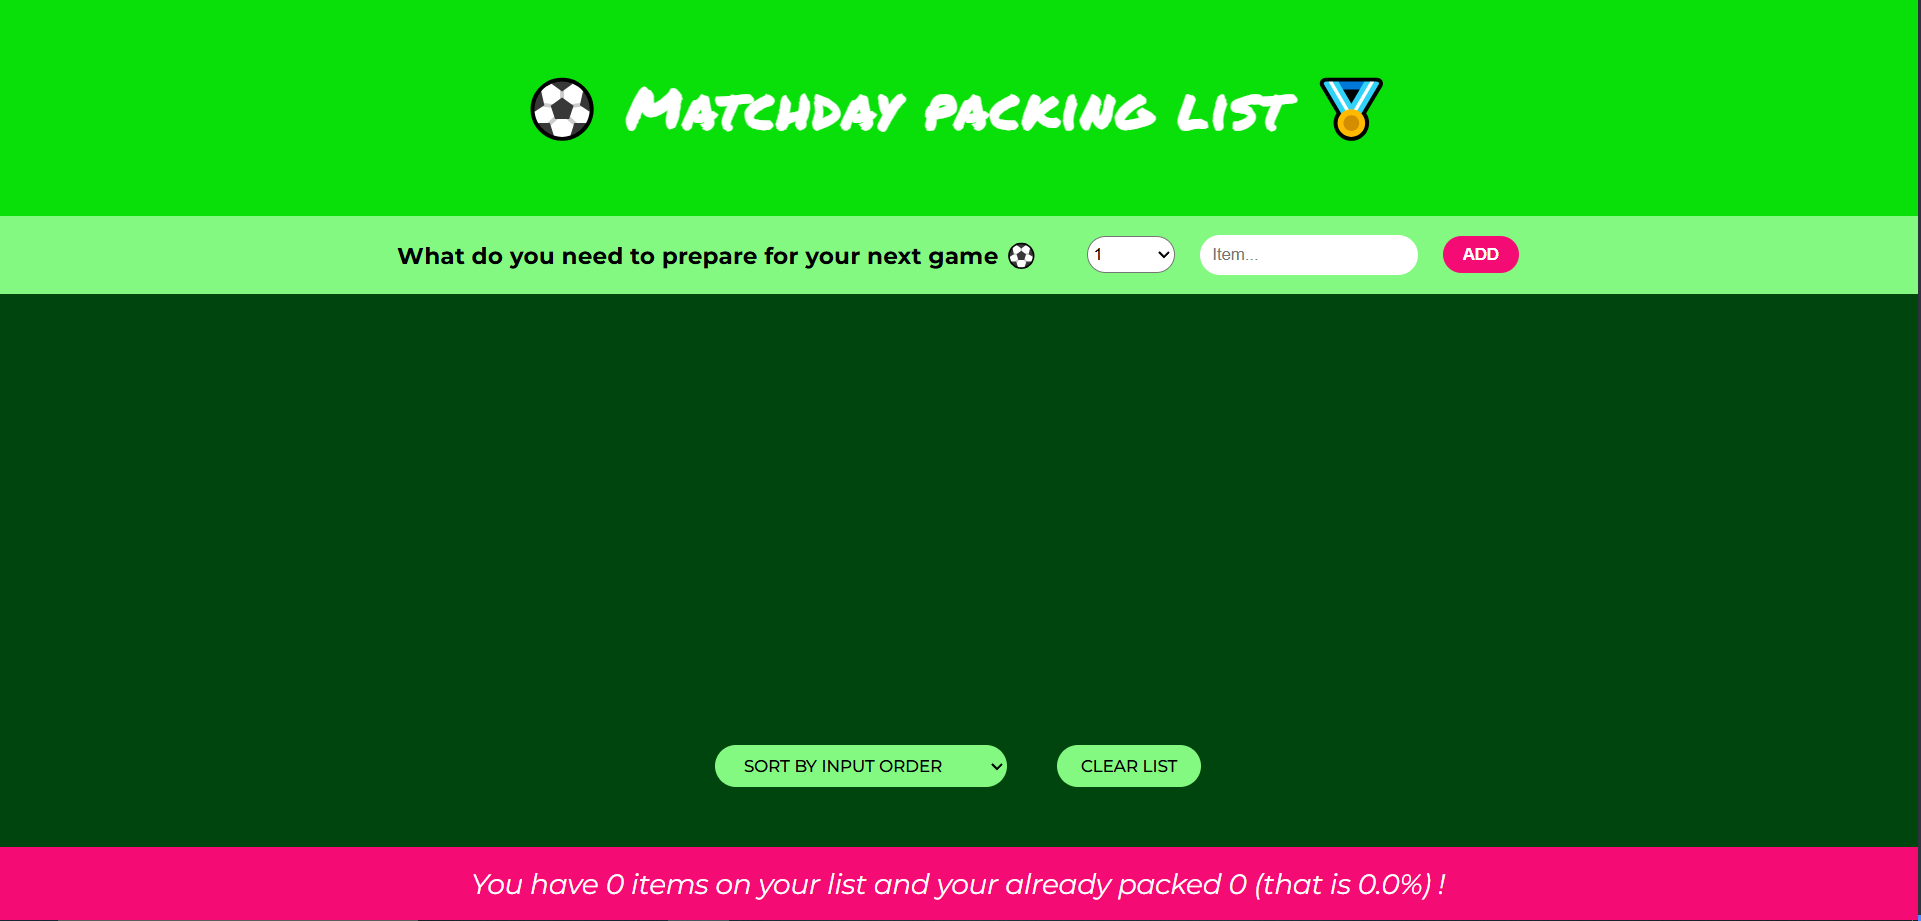 Matchday packing list
What do you need to prepare for your next game
1
Item...
ADD
SORT BY INPUT ORDER
CLEAR LIST
You have 0 items on your list and your already packed 0 (that is 0.0%) !